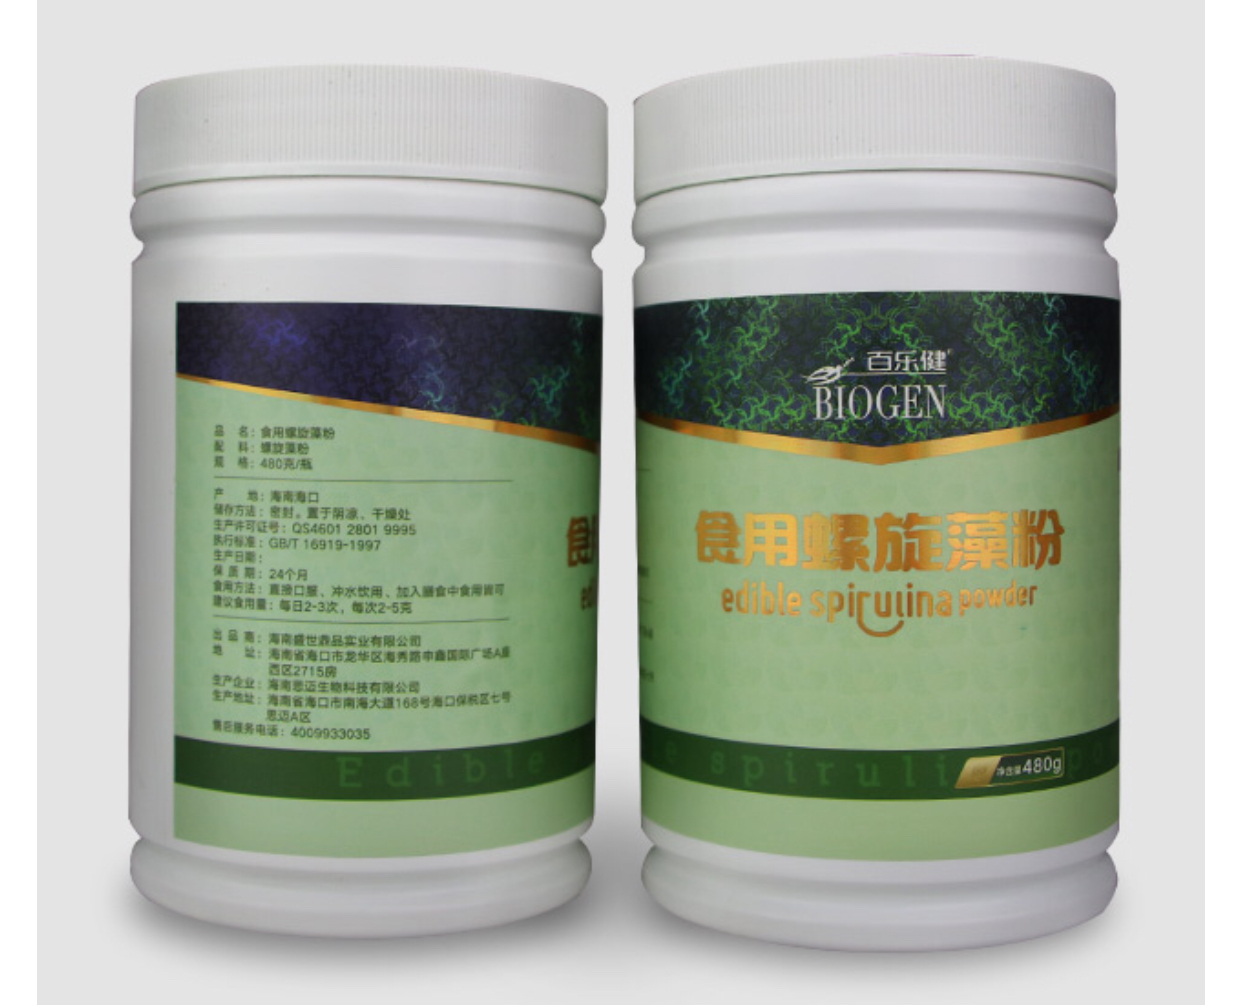 品 名：食用螺旋藻粉
配 料：螺旋藻粉
规 格：480克/瓶
产 地：海南海口
储存方法：密封，置于阴凉、干燥处
生产许可证号：QS4601 2801 9995
执行标准：GB/T 16919-1997
生产日期：
保 质 期：24个月
食用方法：直接口服、冲水饮用、加入膳食中食用皆可
建议食用量：每日2-3次，每次2-5克
出 品 商：海南盛世鼎品实业有限公司
地 址：海南省海口市龙华区海秀路申鑫国际广场A座
西区2715房
生产企业：海南思迈生物科技有限公司
生产地址：海南省海口市南海大道168号海口保税区七号
思迈A区
售后服务电话：4009933035
Edible
食
百乐健®
BIOGEN
食用螺旋藻粉
edible spirulina powder
e spiruli
po
净含量480g